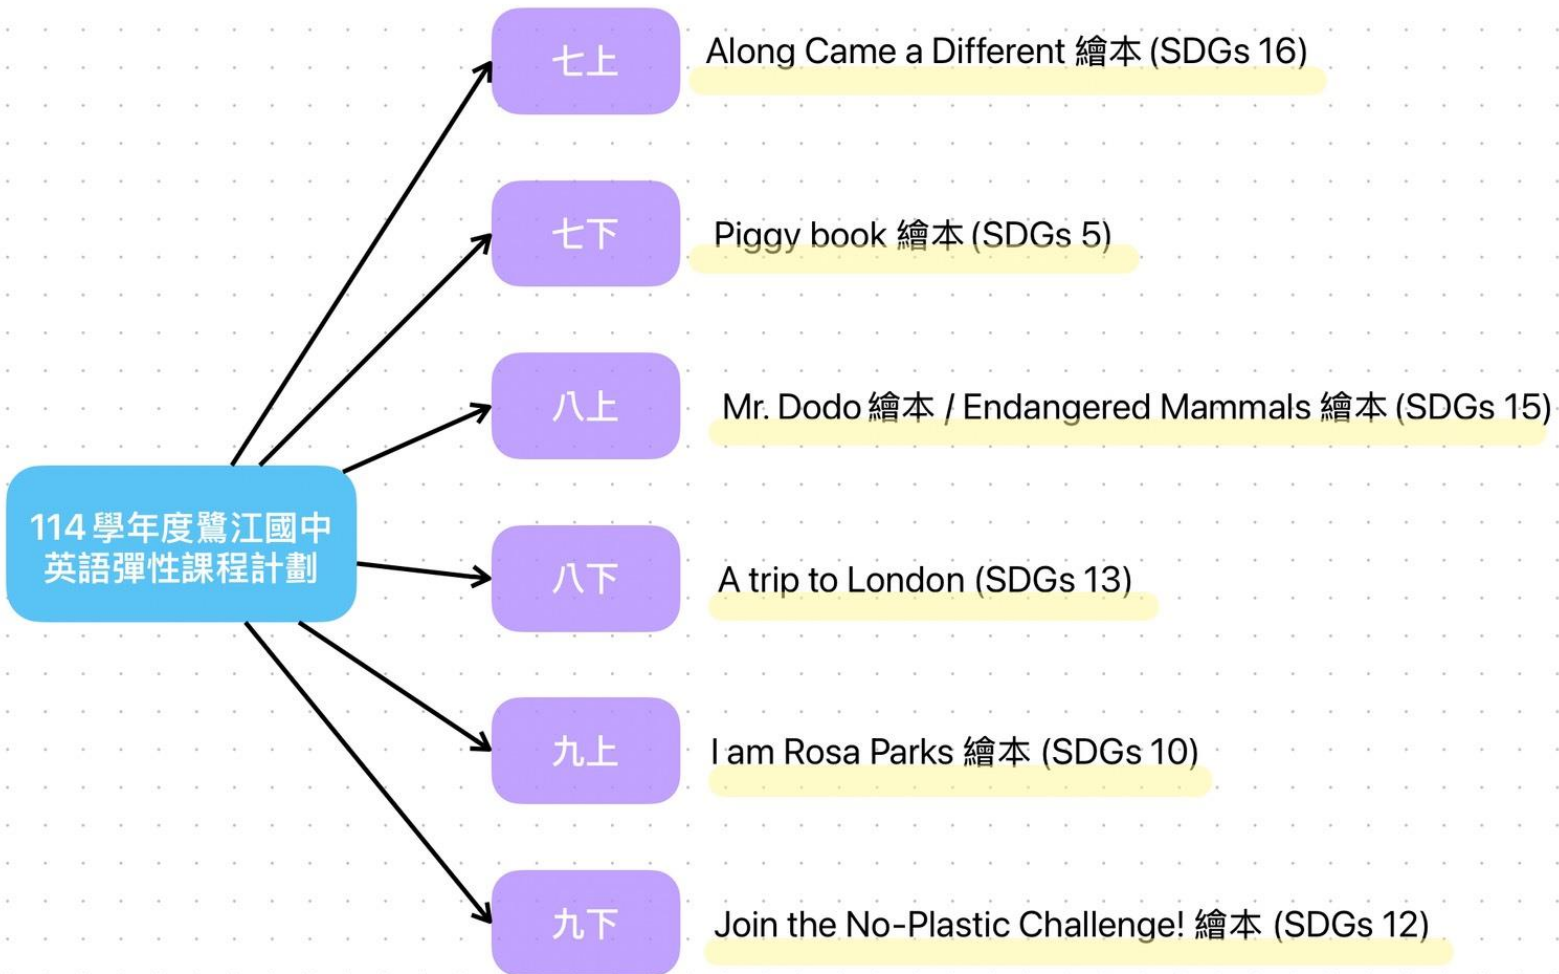 七上
Along Came a Different 繪本 (SDGs 16)
七下
Piggy book 繪本 (SDGs 5)
八上
Mr. Dodo 繪本 / Endangered Mammals 繪本 (SDGs 15)
114 學年度鷺江國中
英語彈性課程計劃
八下
A trip to London (SDGs 13)
九上
I am Rosa Parks 繪本 (SDGs 10)
九下
Join the No-Plastic Challenge! 繪本 (SDGs 12)